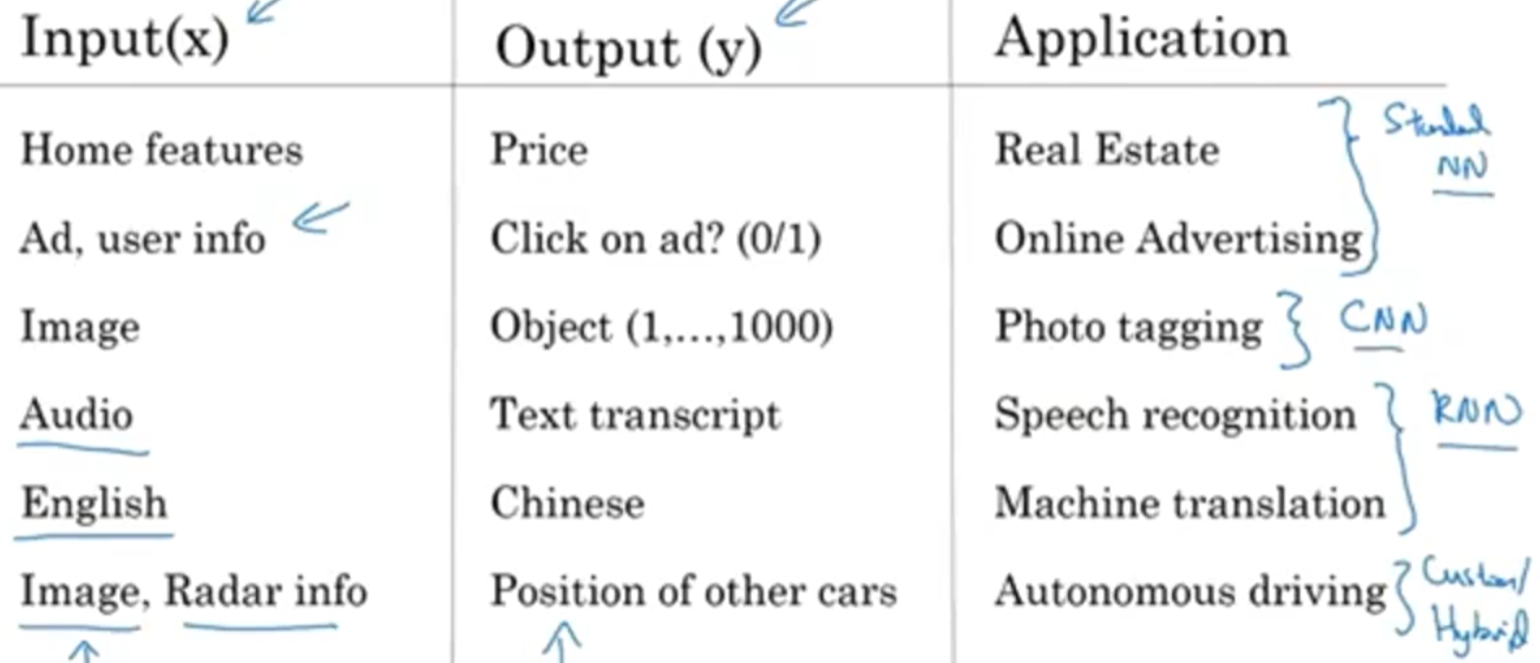 Input(x) Output (y) Application
Home features Price Real Estate Standard
NN
Ad, user info Click on ad? (0/1) Online Advertising
Image Object (1,...,1000) Photo tagging CNN
Audio Text transcript Speech recognition RNN
English Chinese Machine translation
Image, Radar info Position of other cars Autonomous driving Custom/
Hybrid